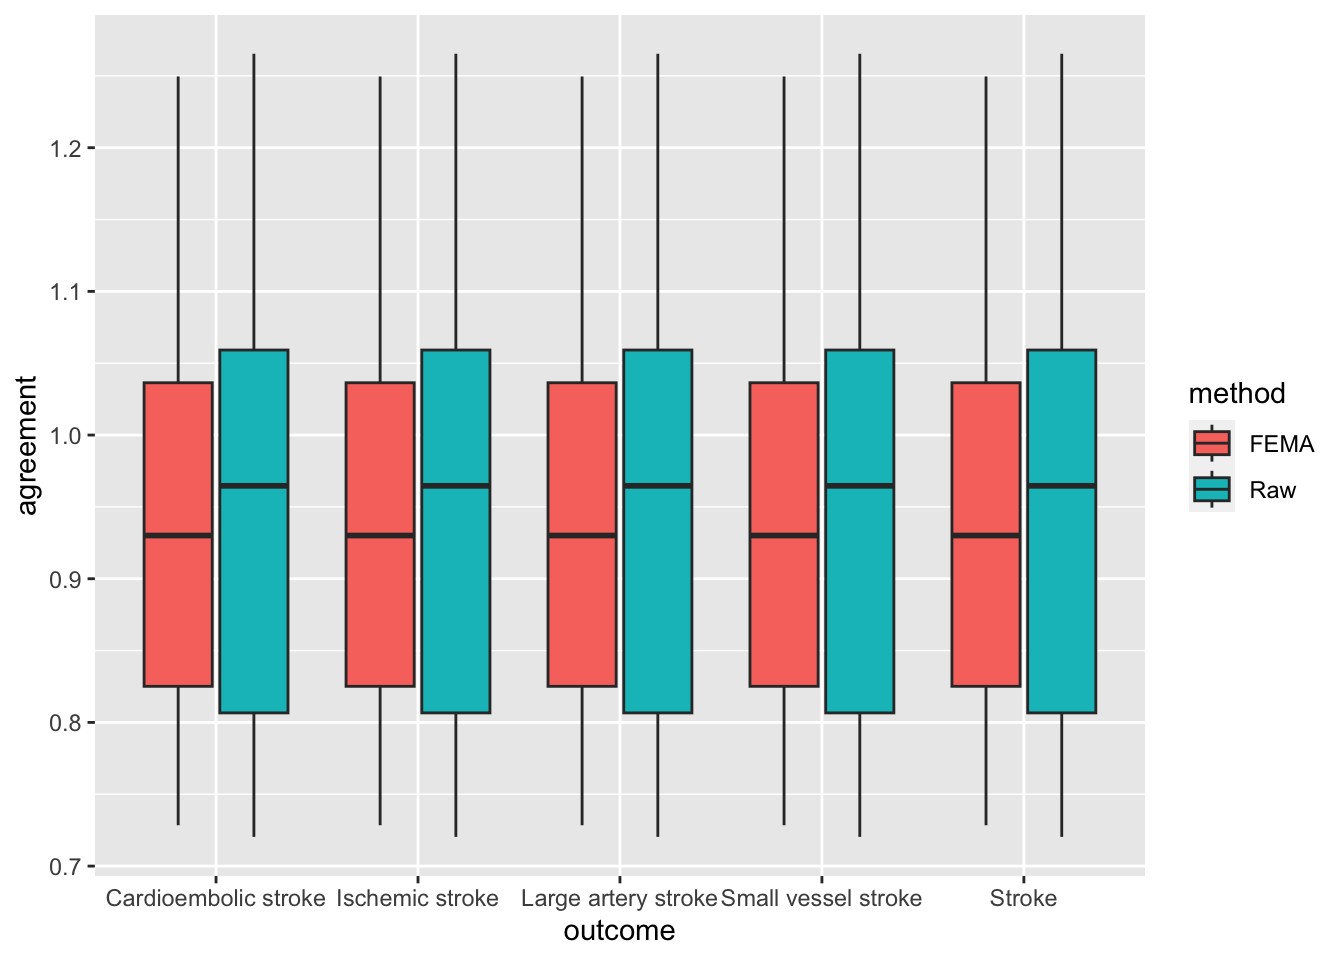 1.2
1.1
1.0
0.9
0.8
0.7
agreement
Cardioembolic stroke Ischemic stroke Large artery stroke Small vessel stroke Stroke
outcome
method
FEMA
Raw